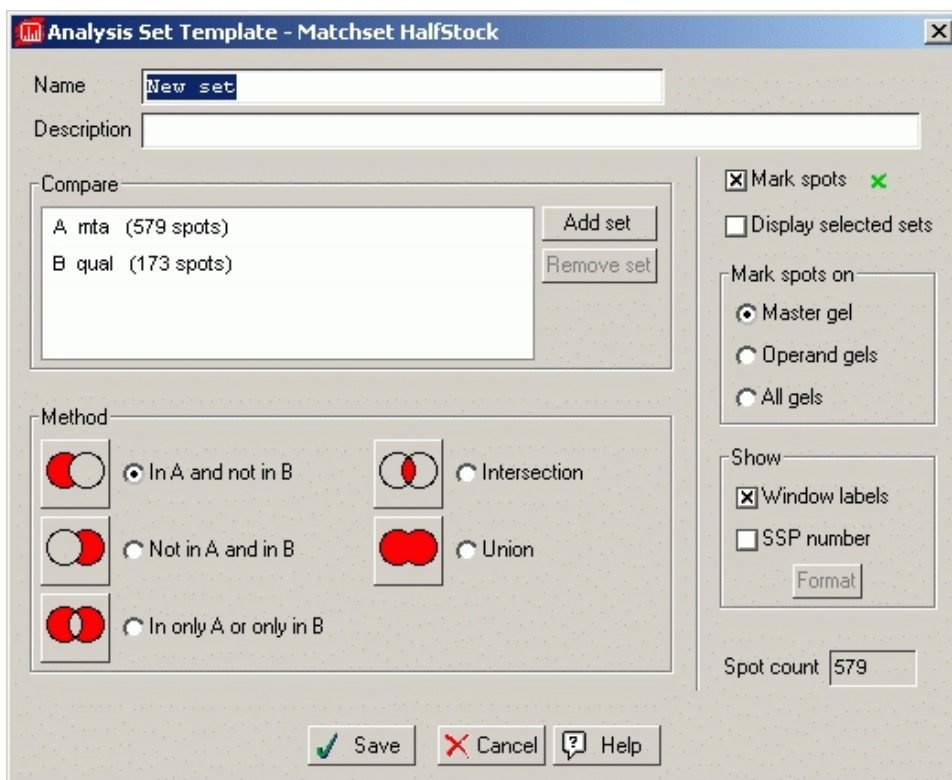 Analysis Set Template - Matchset HalfStock
Name New set
Description
Compare
A mta (579 spots)
B qual (173 spots)
Add set
Remove set
Method
In A and not in B
Intersection
Not in A and in B
Union
In only A or only in B
Mark spots
Display selected sets
Mark spots on
Master gel
Operand gels
All gels
Show
Window labels
SSP number
Format
Spot count 579
Save
Cancel
Help